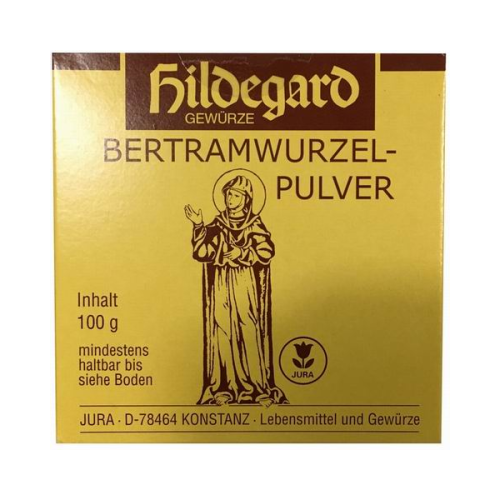 Hildegard
GEWÜRZE
BERTRAMWURZEL-
PULVER
Inhalt
100 g
mindestens
haltbar bis
siehe Boden
JURA
JURA · D-78464 KONSTANZ · Lebensmittel und Gewürze